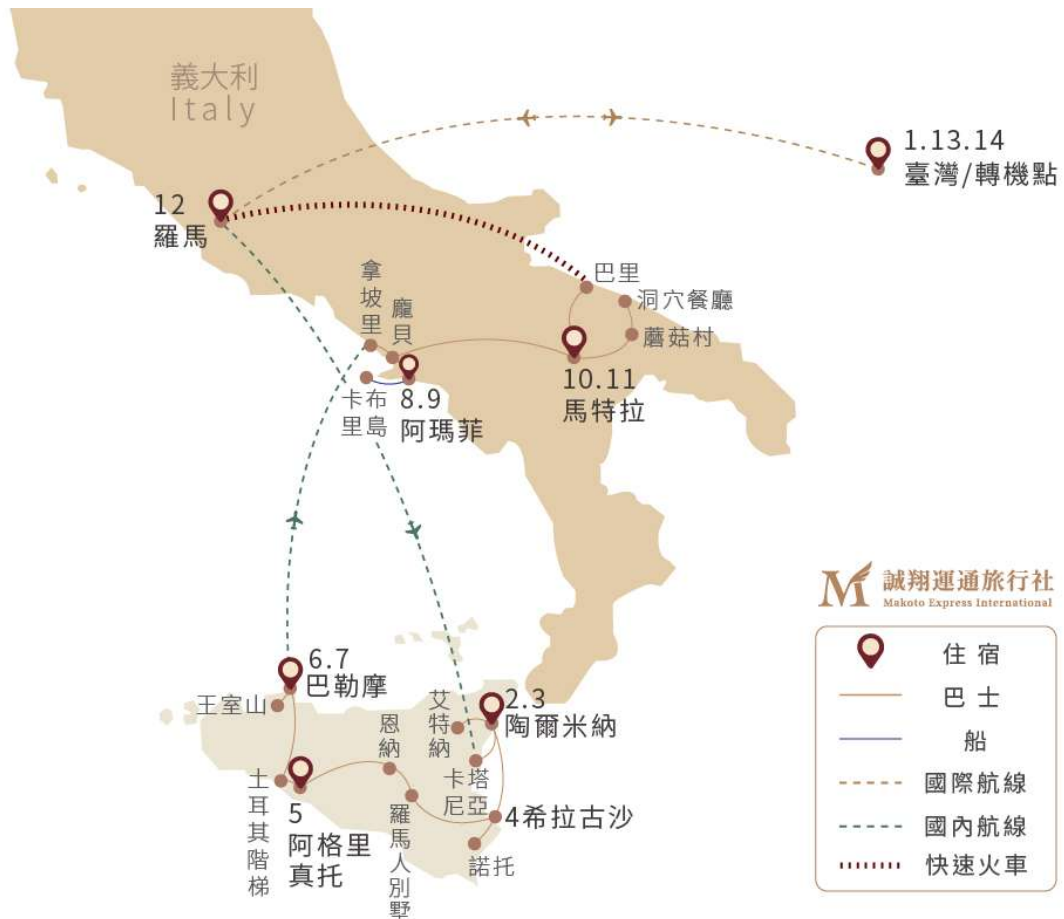 義大利
Italy
1.13.14
臺灣/轉機點
12
羅馬
拿坡里
龐貝
巴里
洞穴餐廳
蘑菇村
卡布
里島
8.9
阿瑪菲
10.11
馬特拉
誠翔運通旅行社
Makoto Express International
住宿
巴士
船
國際航線
國內航線
快速火車
6.7
巴勒摩
王室山
艾特納
2.3
陶爾米納
恩納
卡塔
尼亞
土耳其階梯
5
阿格里
真托
羅馬人別墅
4希拉古沙
諾托